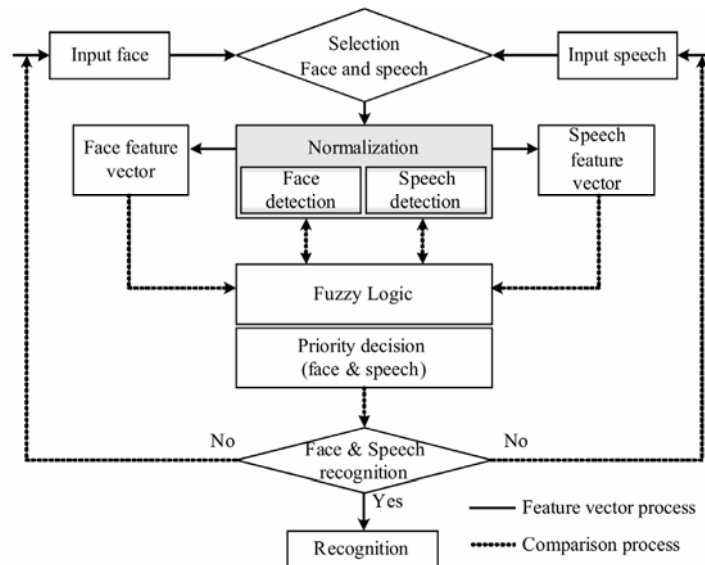 Input face
Selection
Face and speech
Input speech
Face feature
vector
Normalization
Face
detection
Speech
detection
Speech
feature
vector
Fuzzy Logic
Priority decision
(face & speech)
No
Face & Speech
recognition
No
Yes
Recognition
Feature vector process
Comparison process